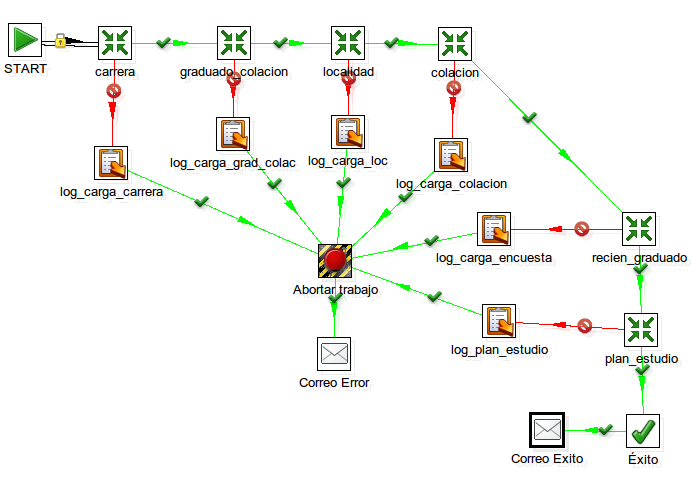 START
carrera
graduado_colacion
localidad
colacion
log_carga_carrera
log_carga_grad_colac
log_carga_loc
log_carga_colacion
log_carga_encuesta
recien_graduado
Abortar trabajo
log_plan_estudio
plan_estudio
Correo Error
Correo Exito
Éxito